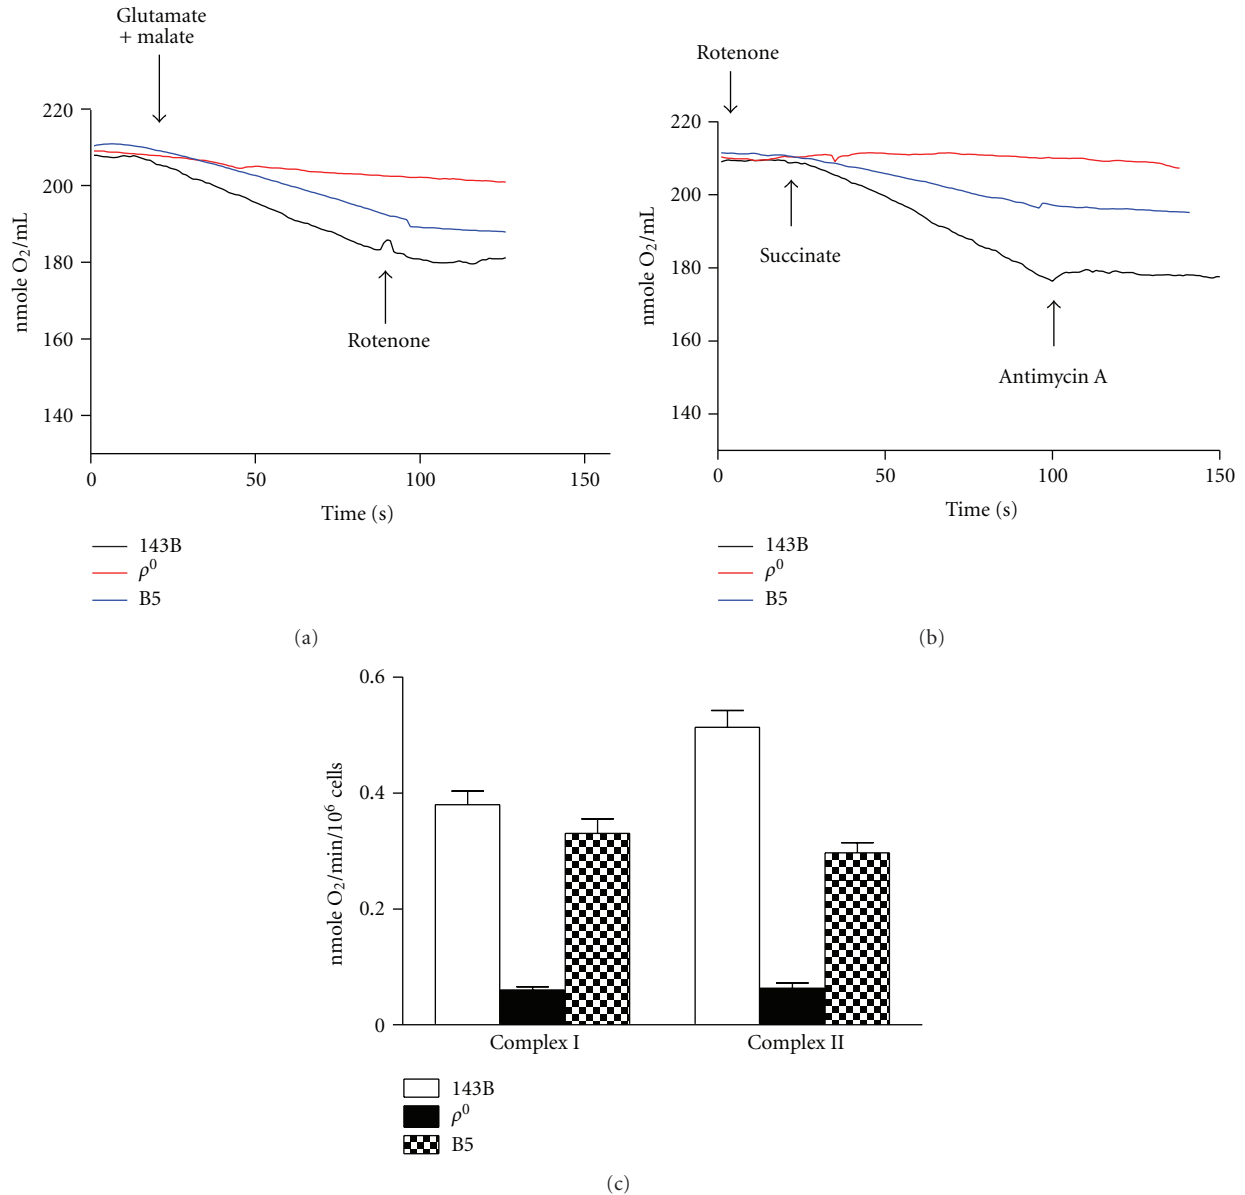 Glutamate
+ malate
220
200
180
160
140
nmole O₂/mL
Rotenone
0
50
100
150
Time (s)
143B
ρ⁰
B5
(a)
Rotenone
220
200
180
160
140
nmole O₂/mL
Succinate
Antimycin A
0
50
100
150
Time (s)
143B
ρ⁰
B5
(b)
0.6
0.4
0.2
0
nmole O₂/min/10⁶ cells
Complex I
Complex II
143B
ρ⁰
B5
(c)